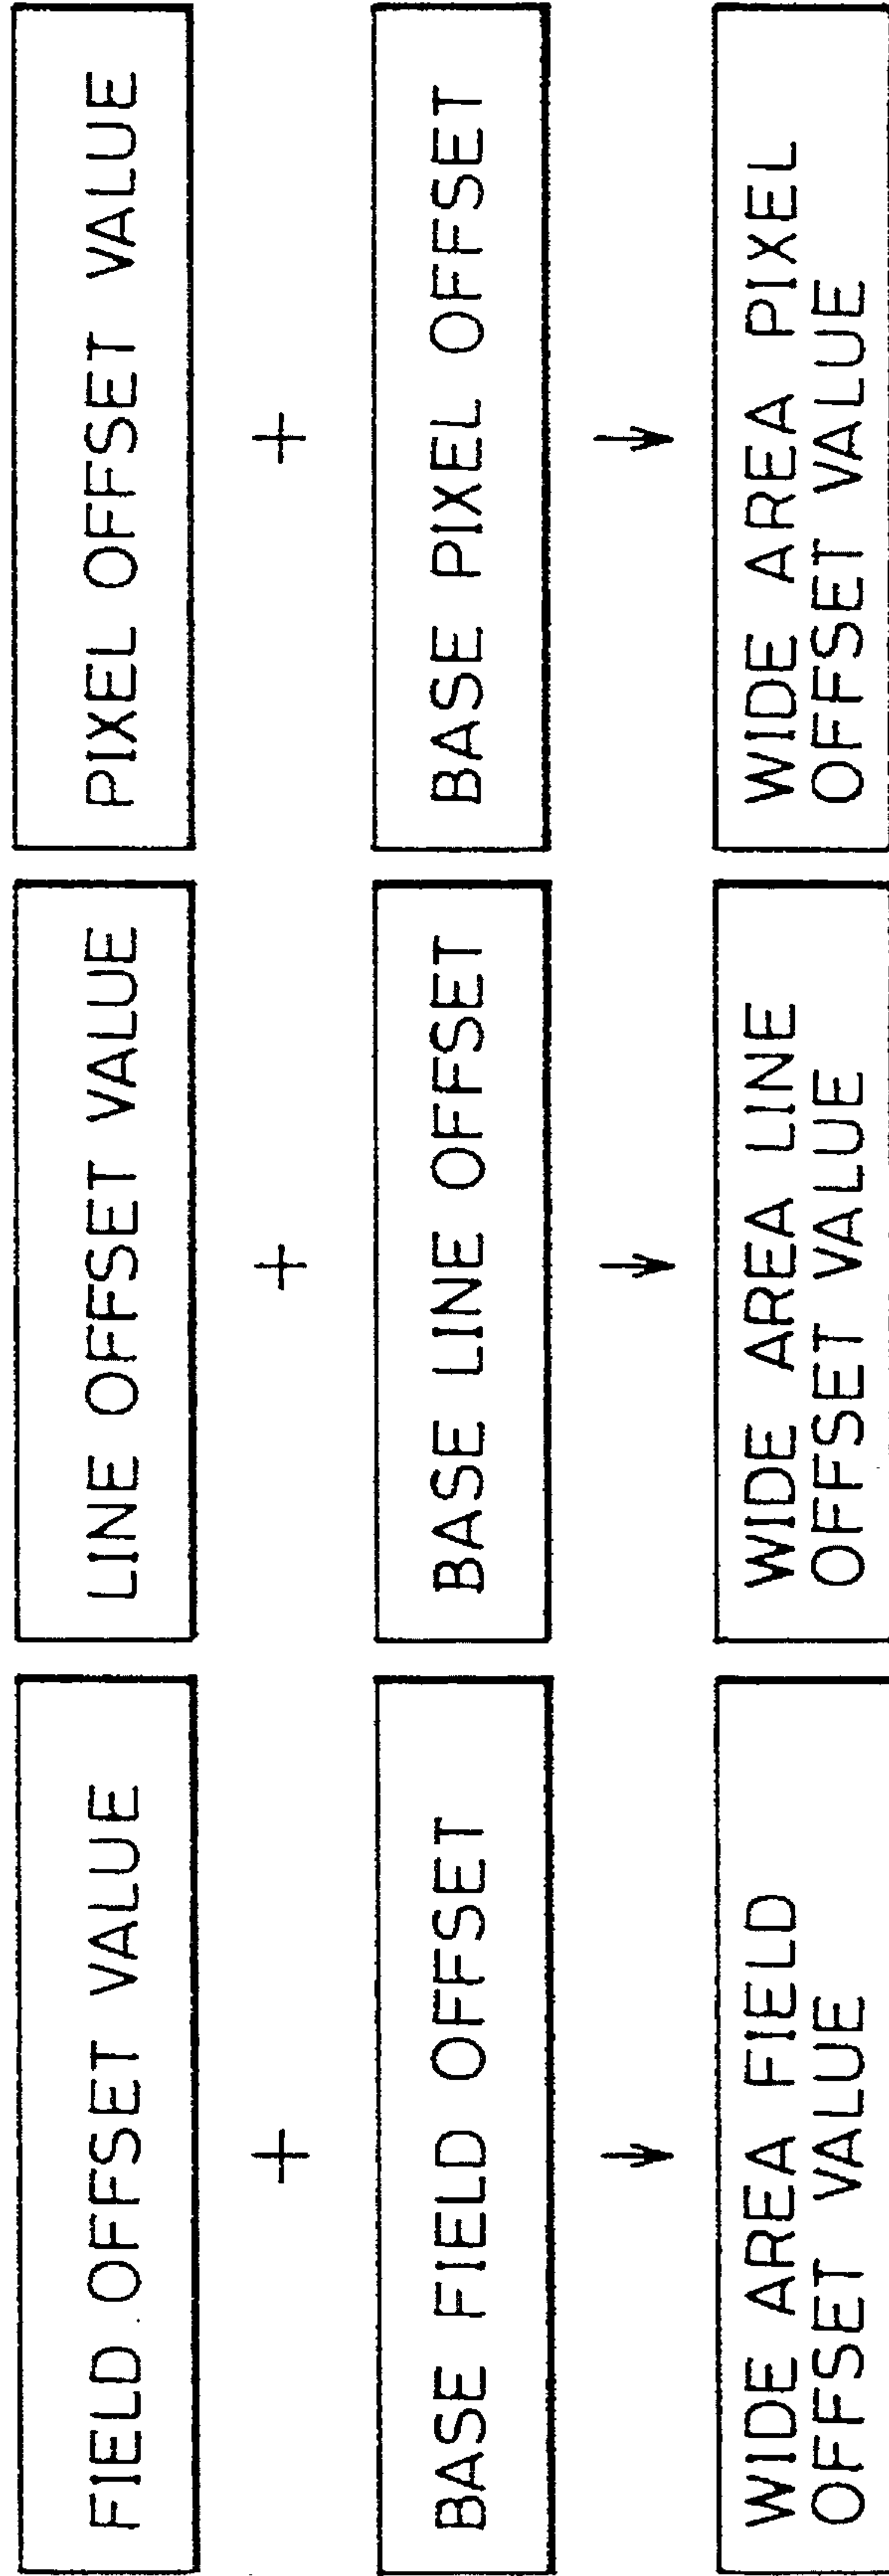 FIELD OFFSET VALUE
LINE OFFSET VALUE
PIXEL OFFSET VALUE
+
+
+
BASE FIELD OFFSET
BASE LINE OFFSET
BASE PIXEL OFFSET
WIDE AREA FIELD
OFFSET VALUE
WIDE AREA LINE
OFFSET VALUE
WIDE AREA PIXEL
OFFSET VALUE